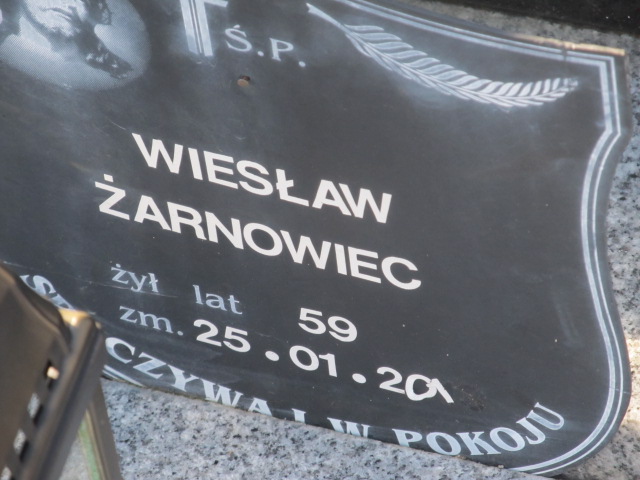 Ś.P.
WIESŁAW
ŻARNOWIEC
żył lat 59
zm. 25.01.20
W POKOJU